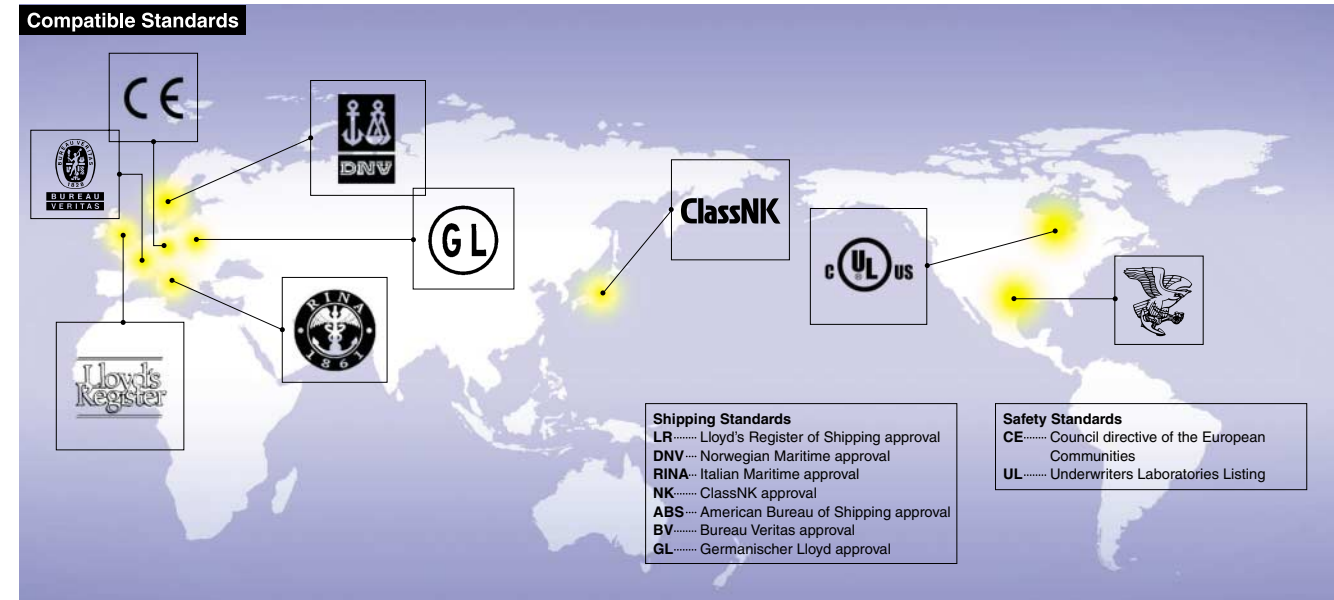 Compatible Standards
CE
BUREAU VERITAS
1828
BUREAU
VERITAS
DNV
GL
ClassNK
C UL US
®
RINA
1861
Lloyd's
Register
Shipping Standards
LR········ Lloyd's Register of Shipping approval
DNV···· Norwegian Maritime approval
RINA··· Italian Maritime approval
NK········ ClassNK approval
ABS···· American Bureau of Shipping approval
BV········ Bureau Veritas approval
GL········ Germanischer Lloyd approval
Safety Standards
CE········ Council directive of the European
Communities
UL········ Underwriters Laboratories Listing